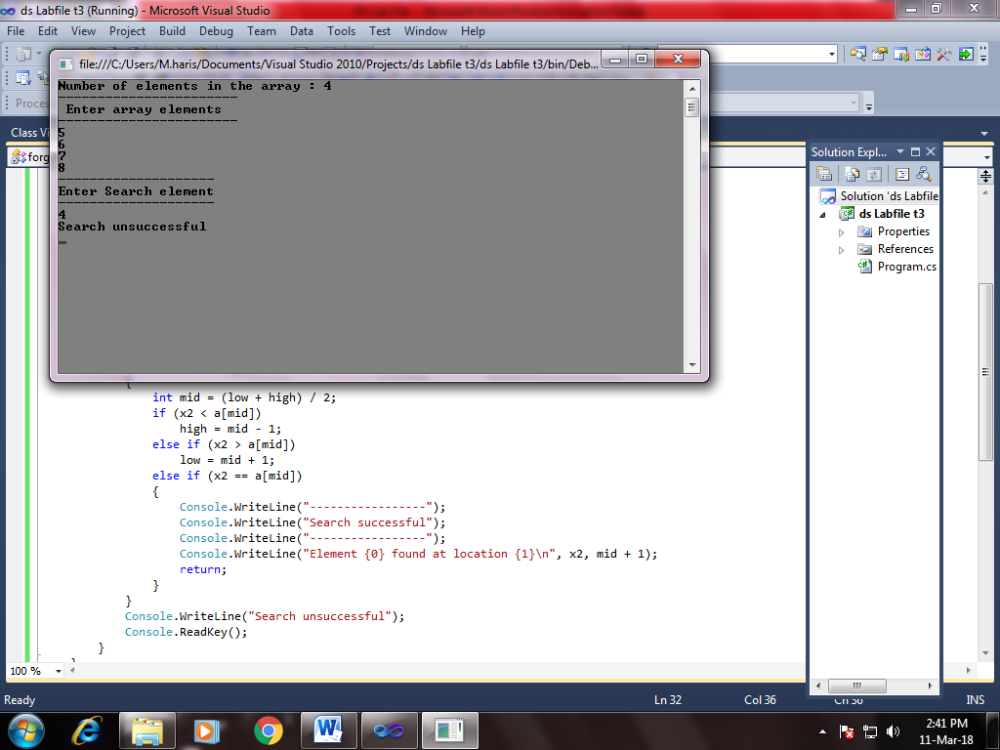 ds Labfile t3 (Running) - Microsoft Visual Studio
File Edit View Project Build Debug Team Data Tools Test Window Help
file:///C:/Users/M.haris/Documents/Visual Studio 2010/Projects/ds Labfile t3/ds Labfile t3/bin/Deb...
Number of elements in the array : 4
------------------------
Enter array elements
------------------------
5
6
7
8
--------------------
Enter Search element
--------------------
4
Search unsuccessful
Proces
Class Vi
forg
Solution Expl...
Solution 'ds Labfile
ds Labfile t3
Properties
References
Program.cs
{
int mid = (low + high) / 2;
if (x2 < a[mid])
high = mid - 1;
else if (x2 > a[mid])
low = mid + 1;
else if (x2 == a[mid])
{
Console.WriteLine("-----------------");
Console.WriteLine("Search successful");
Console.WriteLine("-----------------");
Console.WriteLine("Element {0} found at location {1}\n", x2, mid + 1);
return;
}
}
Console.WriteLine("Search unsuccessful");
Console.ReadKey();
}
100 %
Ready Ln 32 Col 36 Ch 36 INS
2:41 PM
11-Mar-18